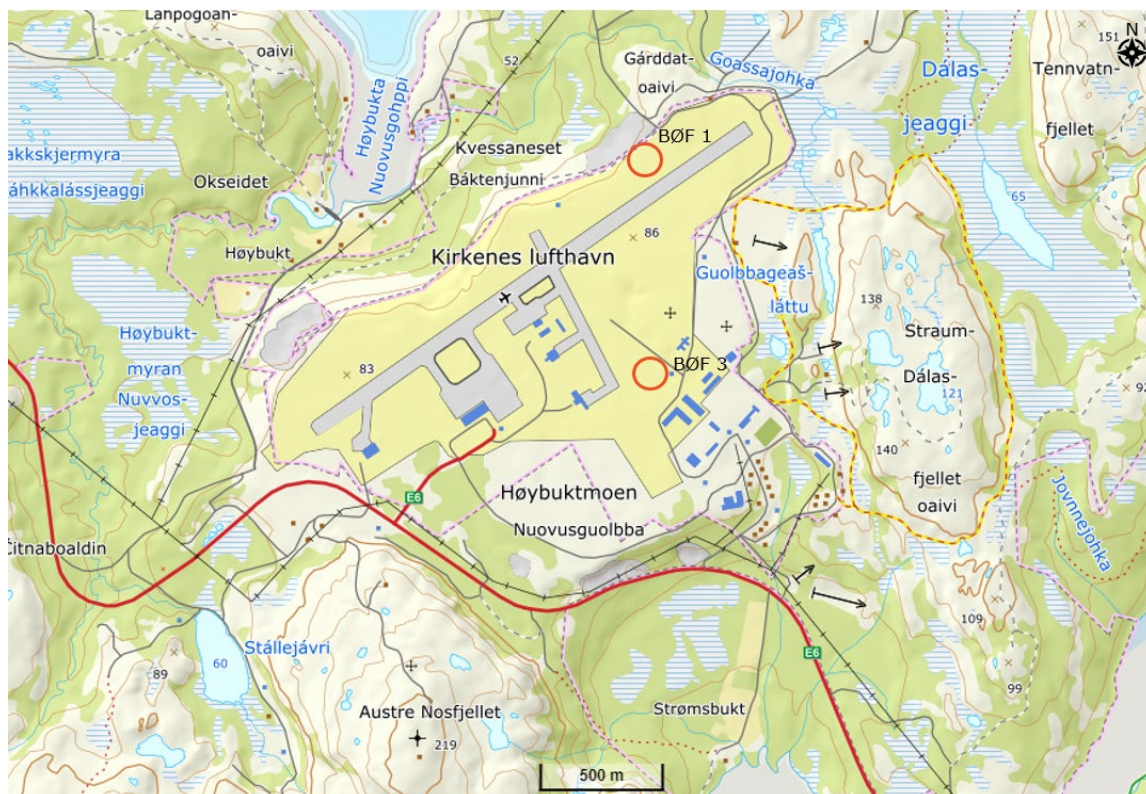 Lahpogoah-
oaivi
Høybukta
Nuovusgohppi
52
Gárddat-
oaivi
Goassajohka
Dálas-
jeaggi
151
Tennvatn-
fjellet
N
BØF 1
Kvessaneset
Báktenjunni
akkskjermyra
áhkkalássjeaggi
Okseidet
65
Høybukt
86
Kirkenes lufthavn
Guolbbageaš-
láttu
138
Straum-
Dálas-
121
fjellet
oaivi
140
92
Høybukt-
myran
Nuvvos-
jeaggi
83
BØF 3
Høybuktmoen
Nuovusguolbba
E6
Jovnnejohka
Čitnaboaldin
Stállejávri
60
89
109
99
E6
Austre Nosfjellet
219
Strømsbukt
500 m